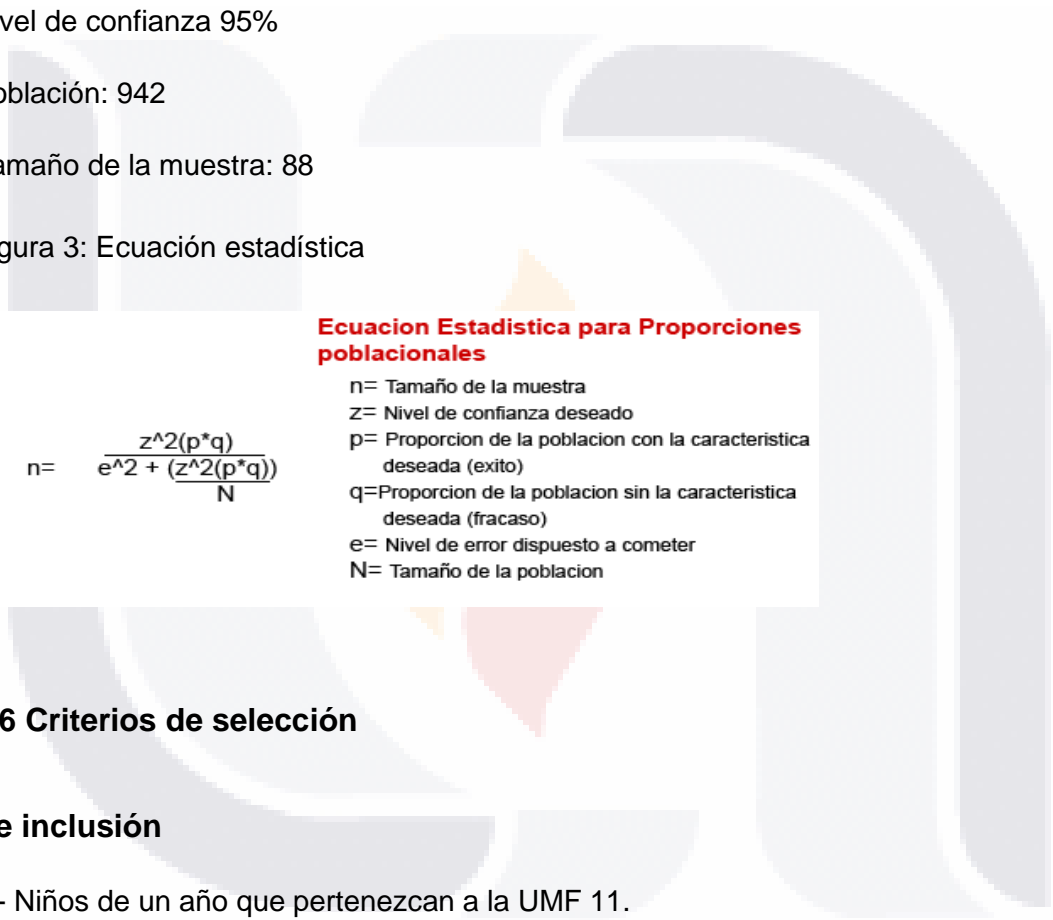 vel de confianza 95%
oblación: 942
amaño de la muestra: 88
gura 3: Ecuación estadística
Ecuacion Estadistica para Proporciones
poblacionales
n= Tamaño de la muestra
z= Nivel de confianza deseado
p= Proporcion de la poblacion con la caracteristica
deseada (exito)
q=Proporcion de la poblacion sin la caracteristica
deseada (fracaso)
e= Nivel de error dispuesto a cometer
N= Tamaño de la poblacion
z^2(p*q)
n= e^2 + (z^2(p*q))
N
6 Criterios de selección
e inclusión
- Niños de un año que pertenezcan a la UMF 11.